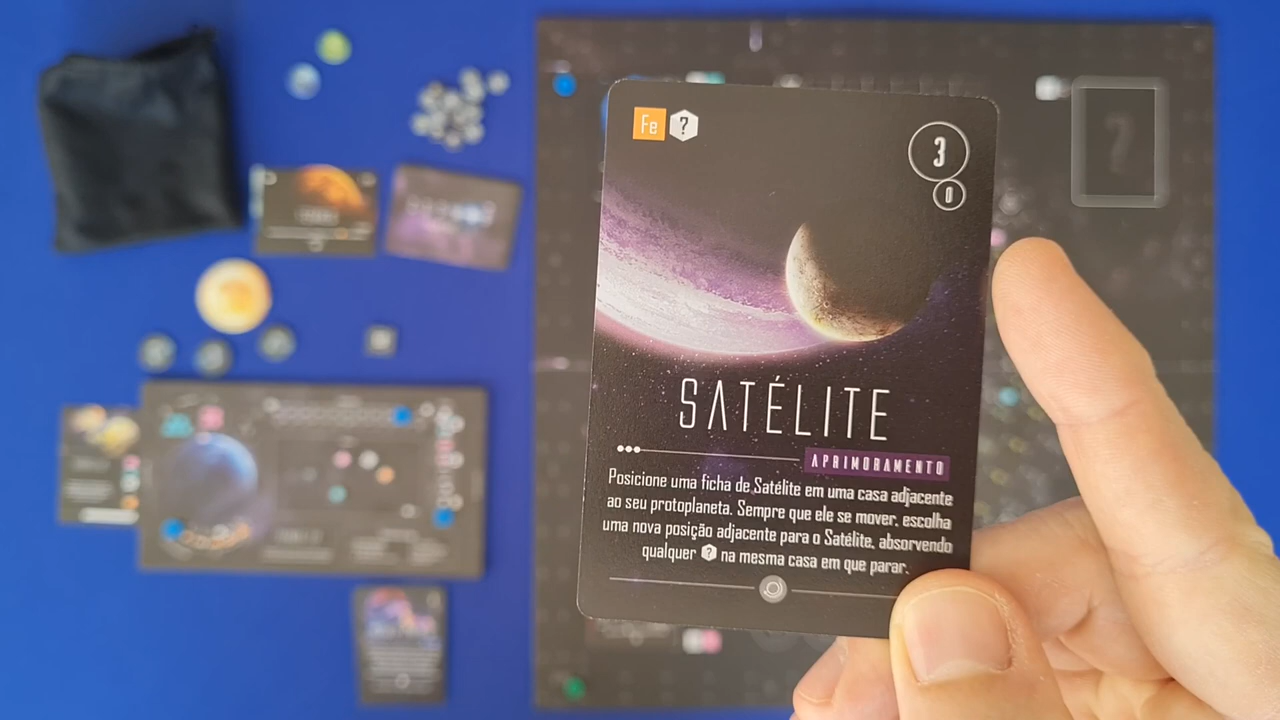 Fe ?
3
0
SATÉLITE
APRIMORAMENTO
Posicione uma ficha de Satélite em uma casa adjacente
ao seu protoplaneta. Sempre que ele se mover, escolha
uma nova posição adjacente para o Satélite, absorvendo
qualquer ? na mesma casa em que parar.